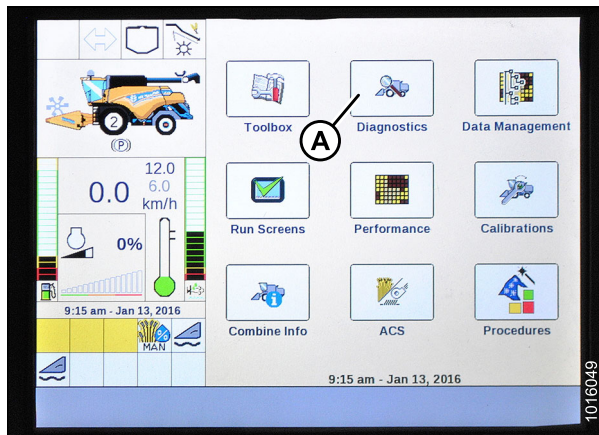 2
(P)
12.0
0.0
6.0
km/h
0%
9:15 am - Jan 13, 2016
MAN
Toolbox
A
Diagnostics
Data Management
Run Screens
Performance
Calibrations
Combine Info
ACS
Procedures
9:15 am - Jan 13, 2016
1016049